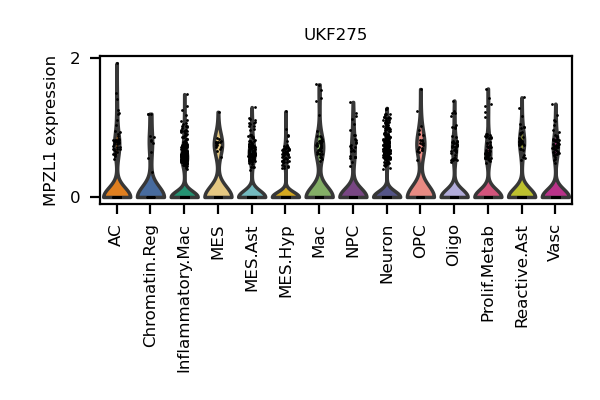 UKF275
MPZL1 expression
2
0
AC
Chromatin.Reg
Inflammatory.Mac
MES
MES.Ast
MES.Hyp
Mac
NPC
Neuron
OPC
Oligo
Prolif.Metab
Reactive.Ast
Vasc